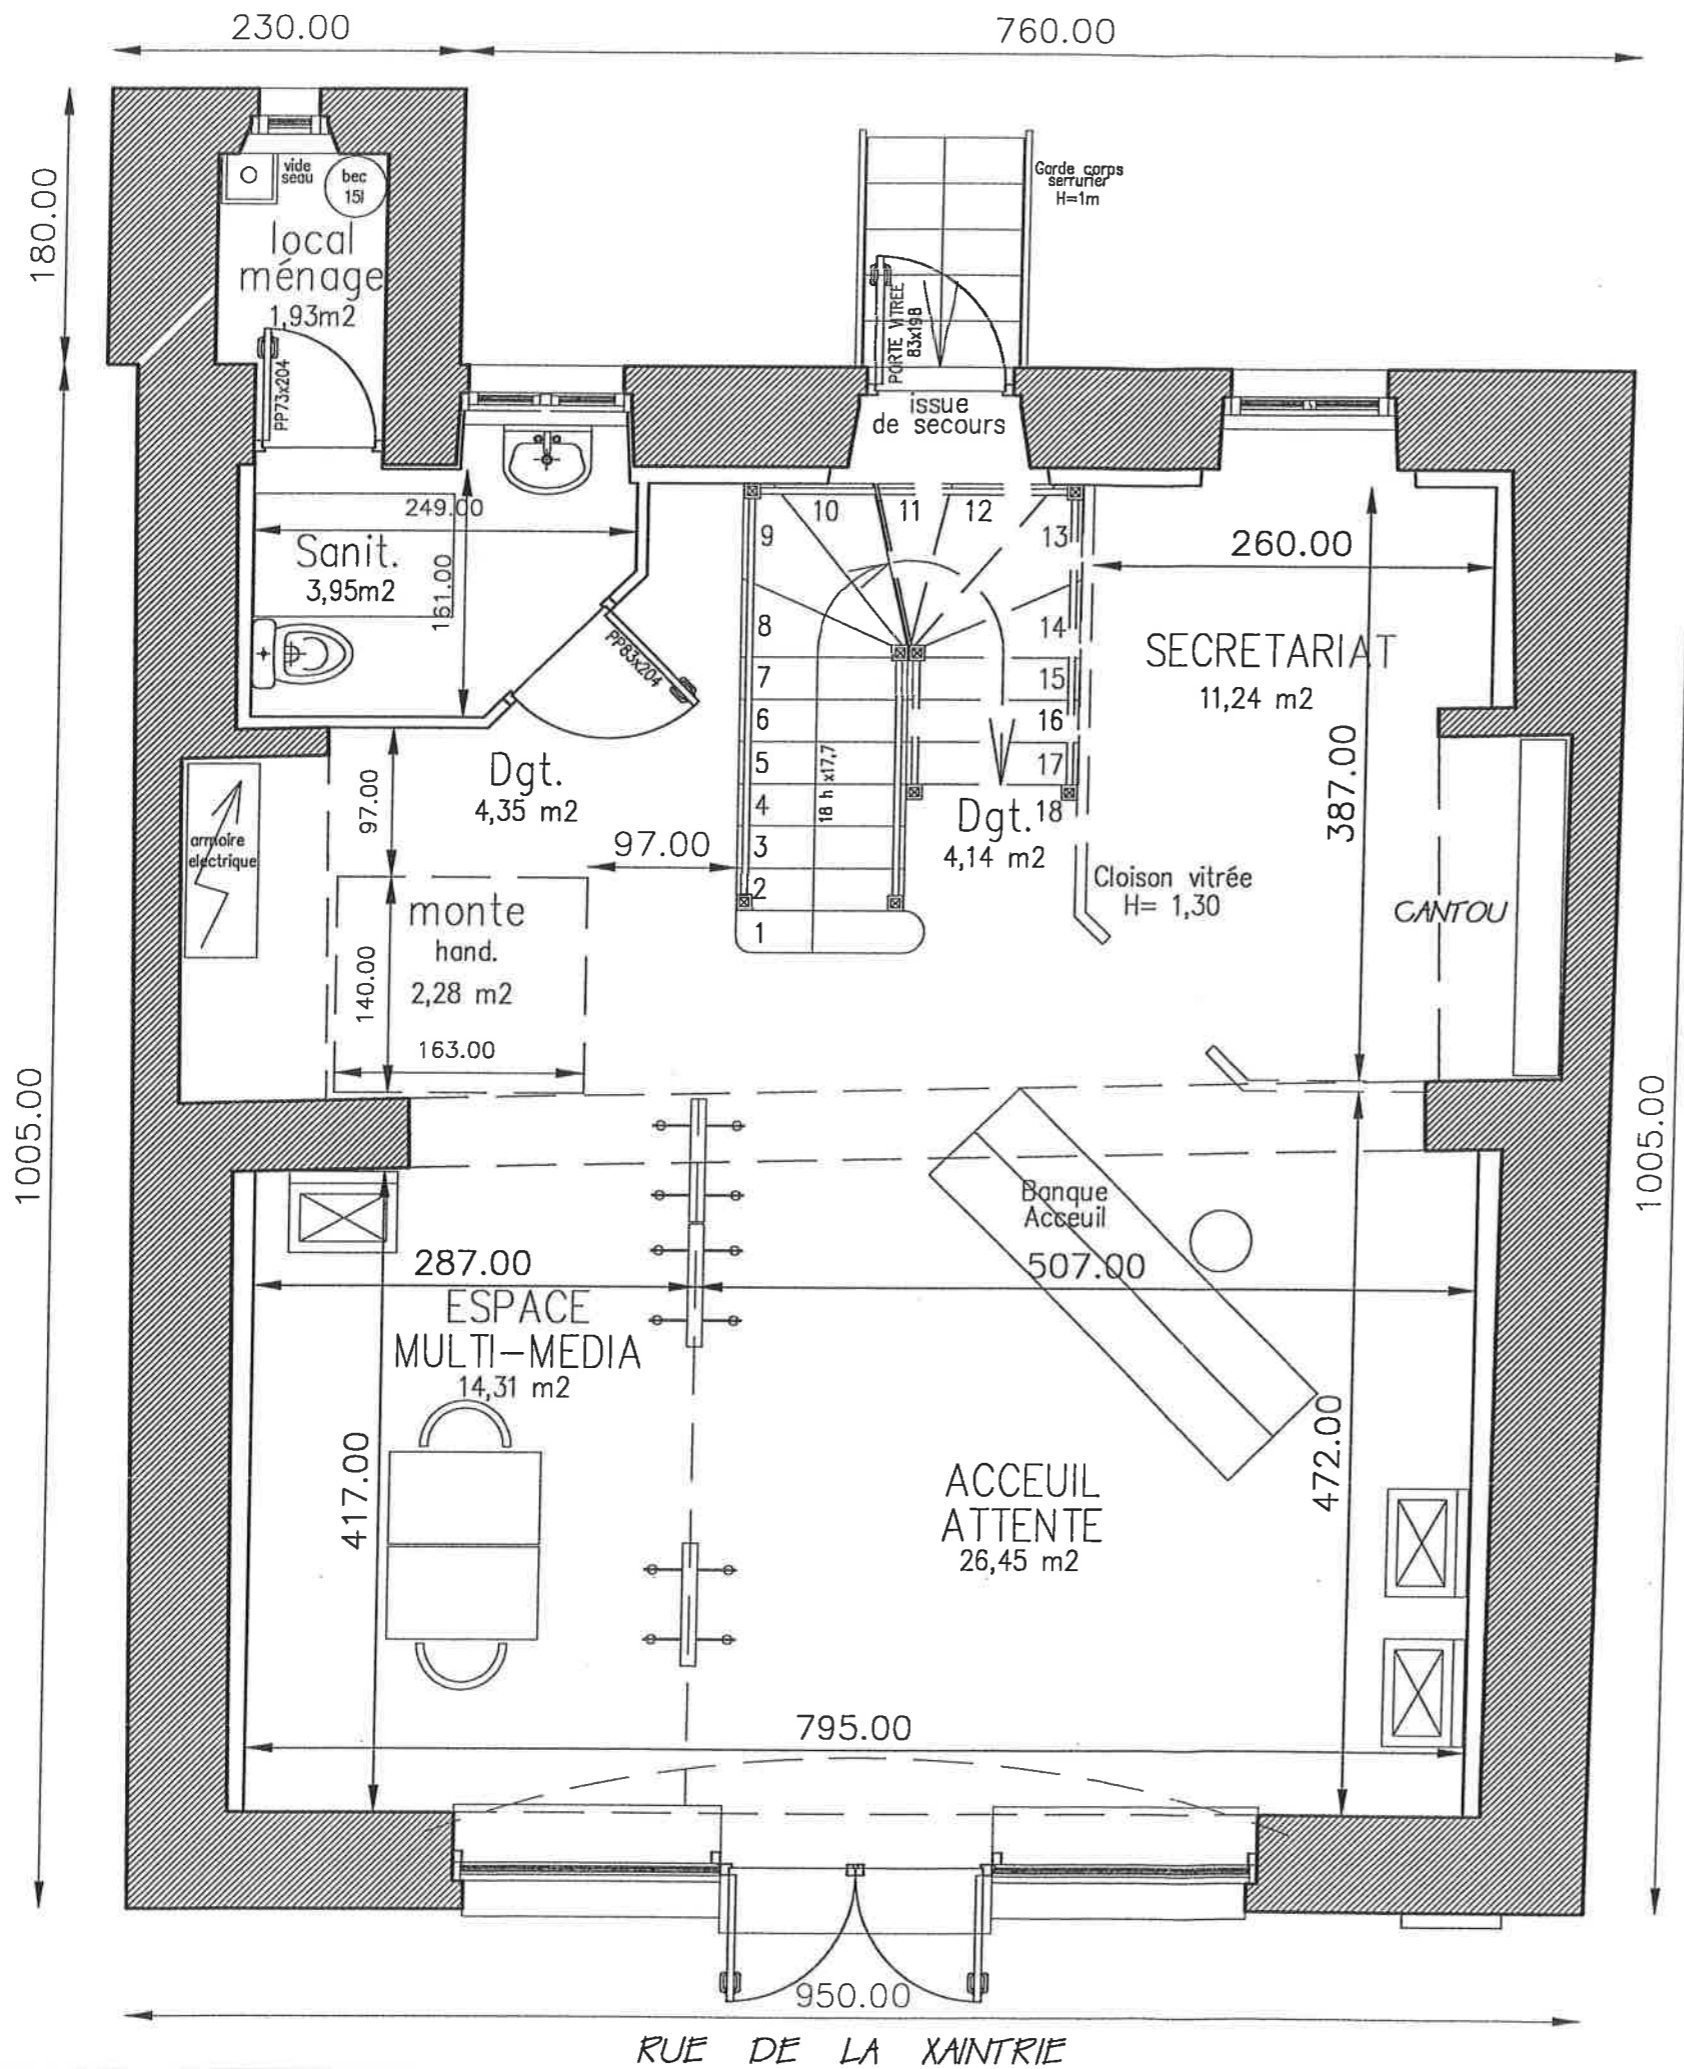 230.00
760.00
180.00
vide
seau
bec
15l
local
ménage
1,93m2
PP73x204
Garde corps
serrurier
H=1m
PORTE VITREE
83x198
issue
de secours
249.00
Sanit.
3,95m2
161.00
PP83x204
10
11
12
9
13
8
14
7
15
6
16
5
17
4
18
3
2
1
18 h x17,7
260.00
SECRETARIAT
11,24 m2
387.00
Dgt.
4,35 m2
97.00
97.00
Dgt.
4,14 m2
armoire
electrique
Cloison vitrée
H= 1,30
CANTOU
monte
hand.
2,28 m2
140.00
163.00
1005.00
1005.00
Banque
Acceuil
287.00
507.00
ESPACE
MULTI-MEDIA
14,31 m2
417.00
472.00
ACCEUIL
ATTENTE
26,45 m2
795.00
950.00
RUE DE LA XAINTRIE